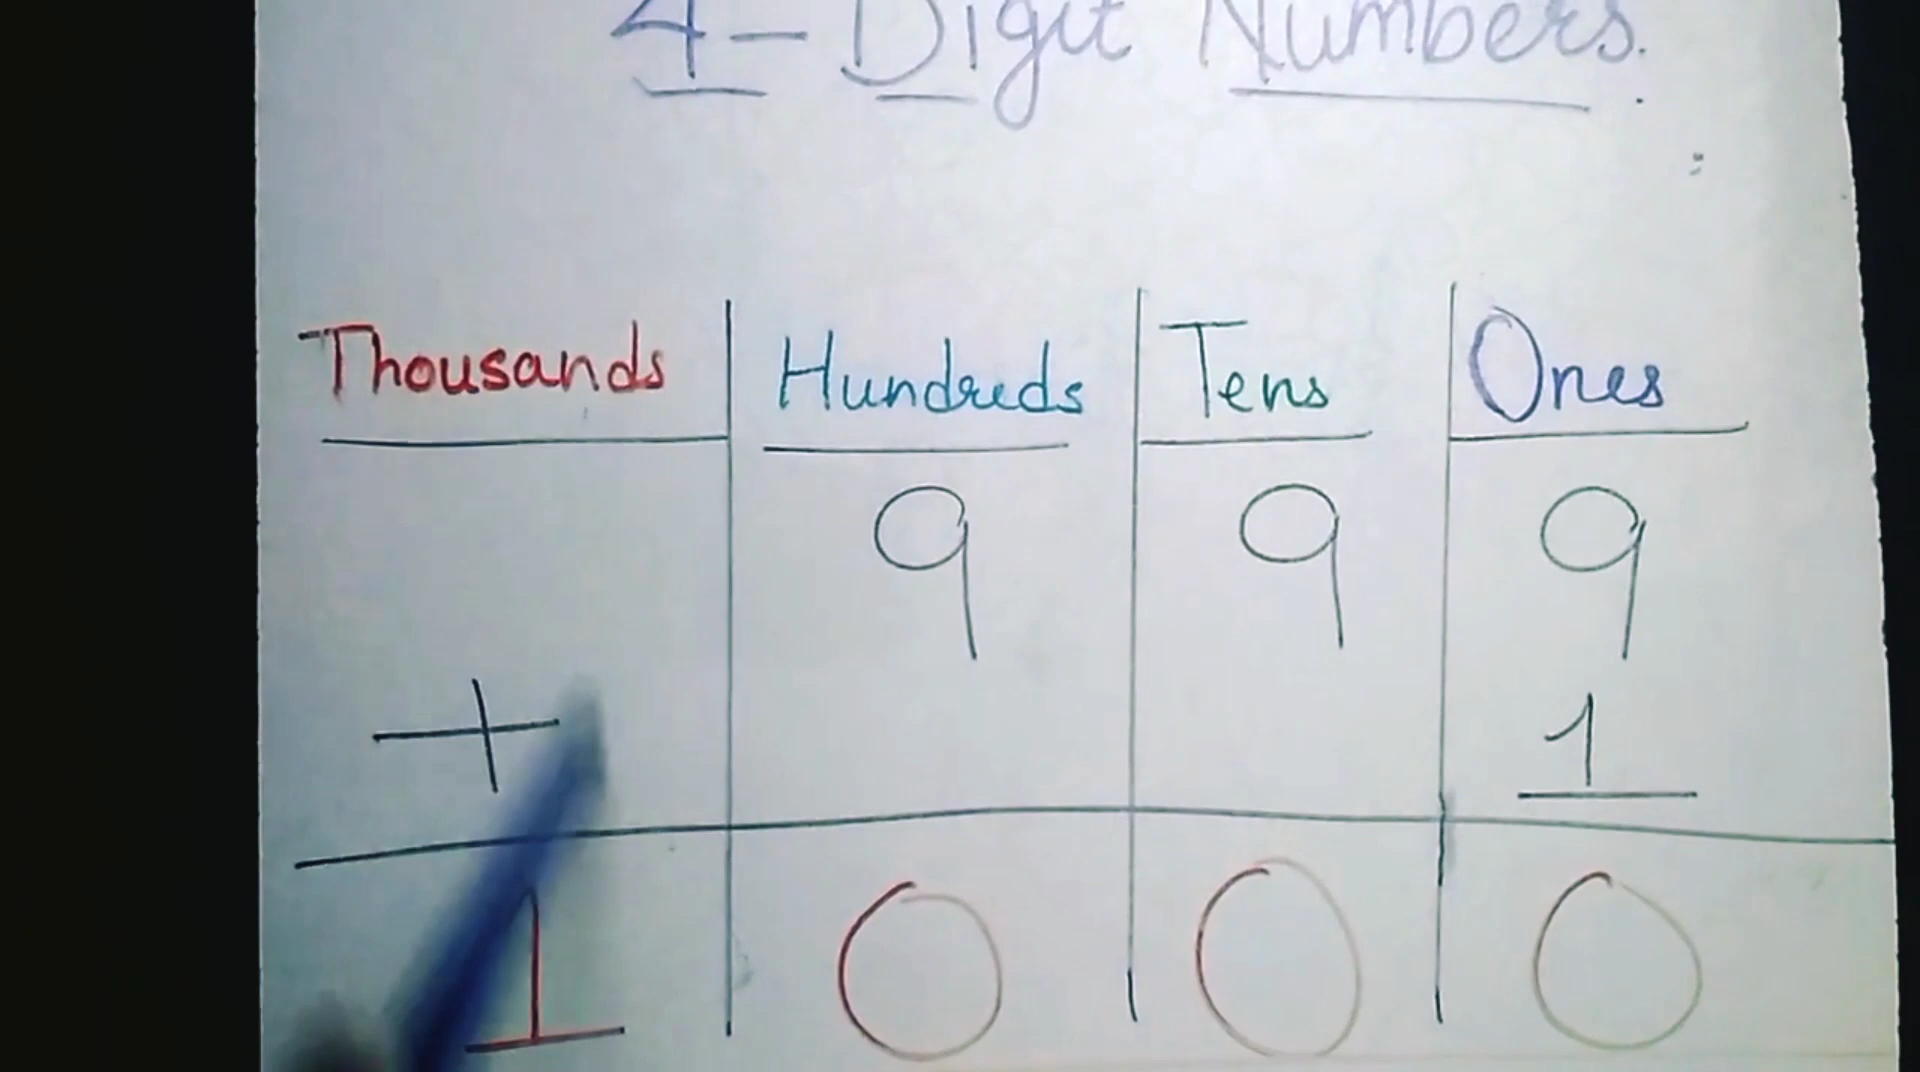 4-Digit Numbers.
Thousands Hundreds Tens Ones
9 9 9
+ 1
1 0 0 0